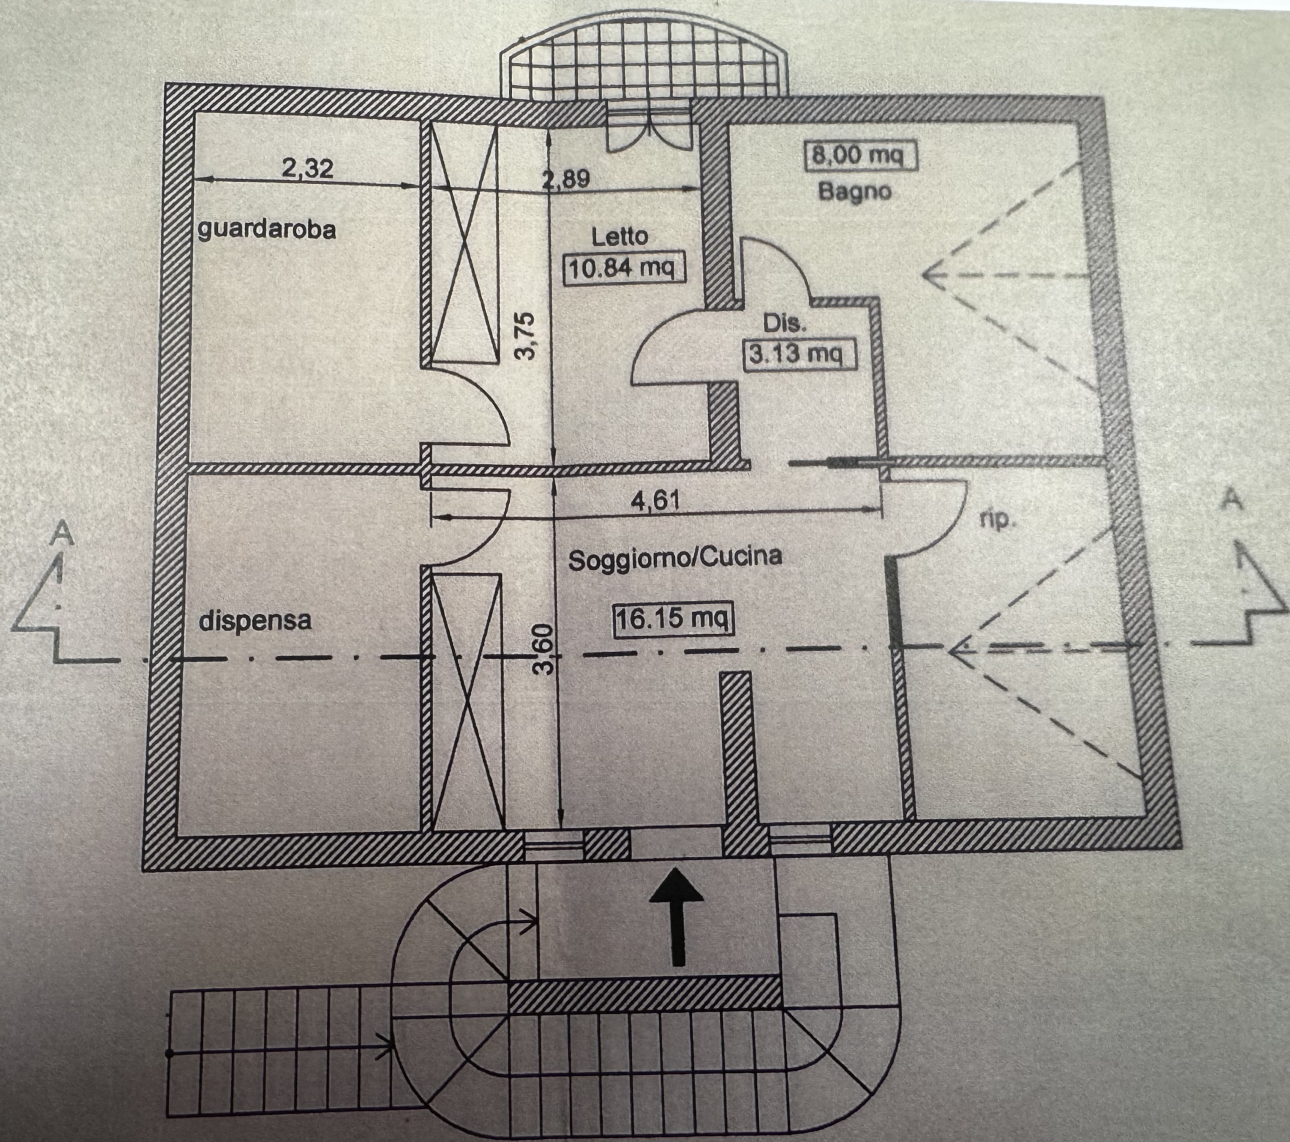 8,00 mq
Bagno
2,32
2,89
guardaroba
Letto
10.84 mq
3,75
Dis.
3.13 mq
4,61
A
A
rip.
Soggiorno/Cucina
16.15 mq
dispensa
3,60